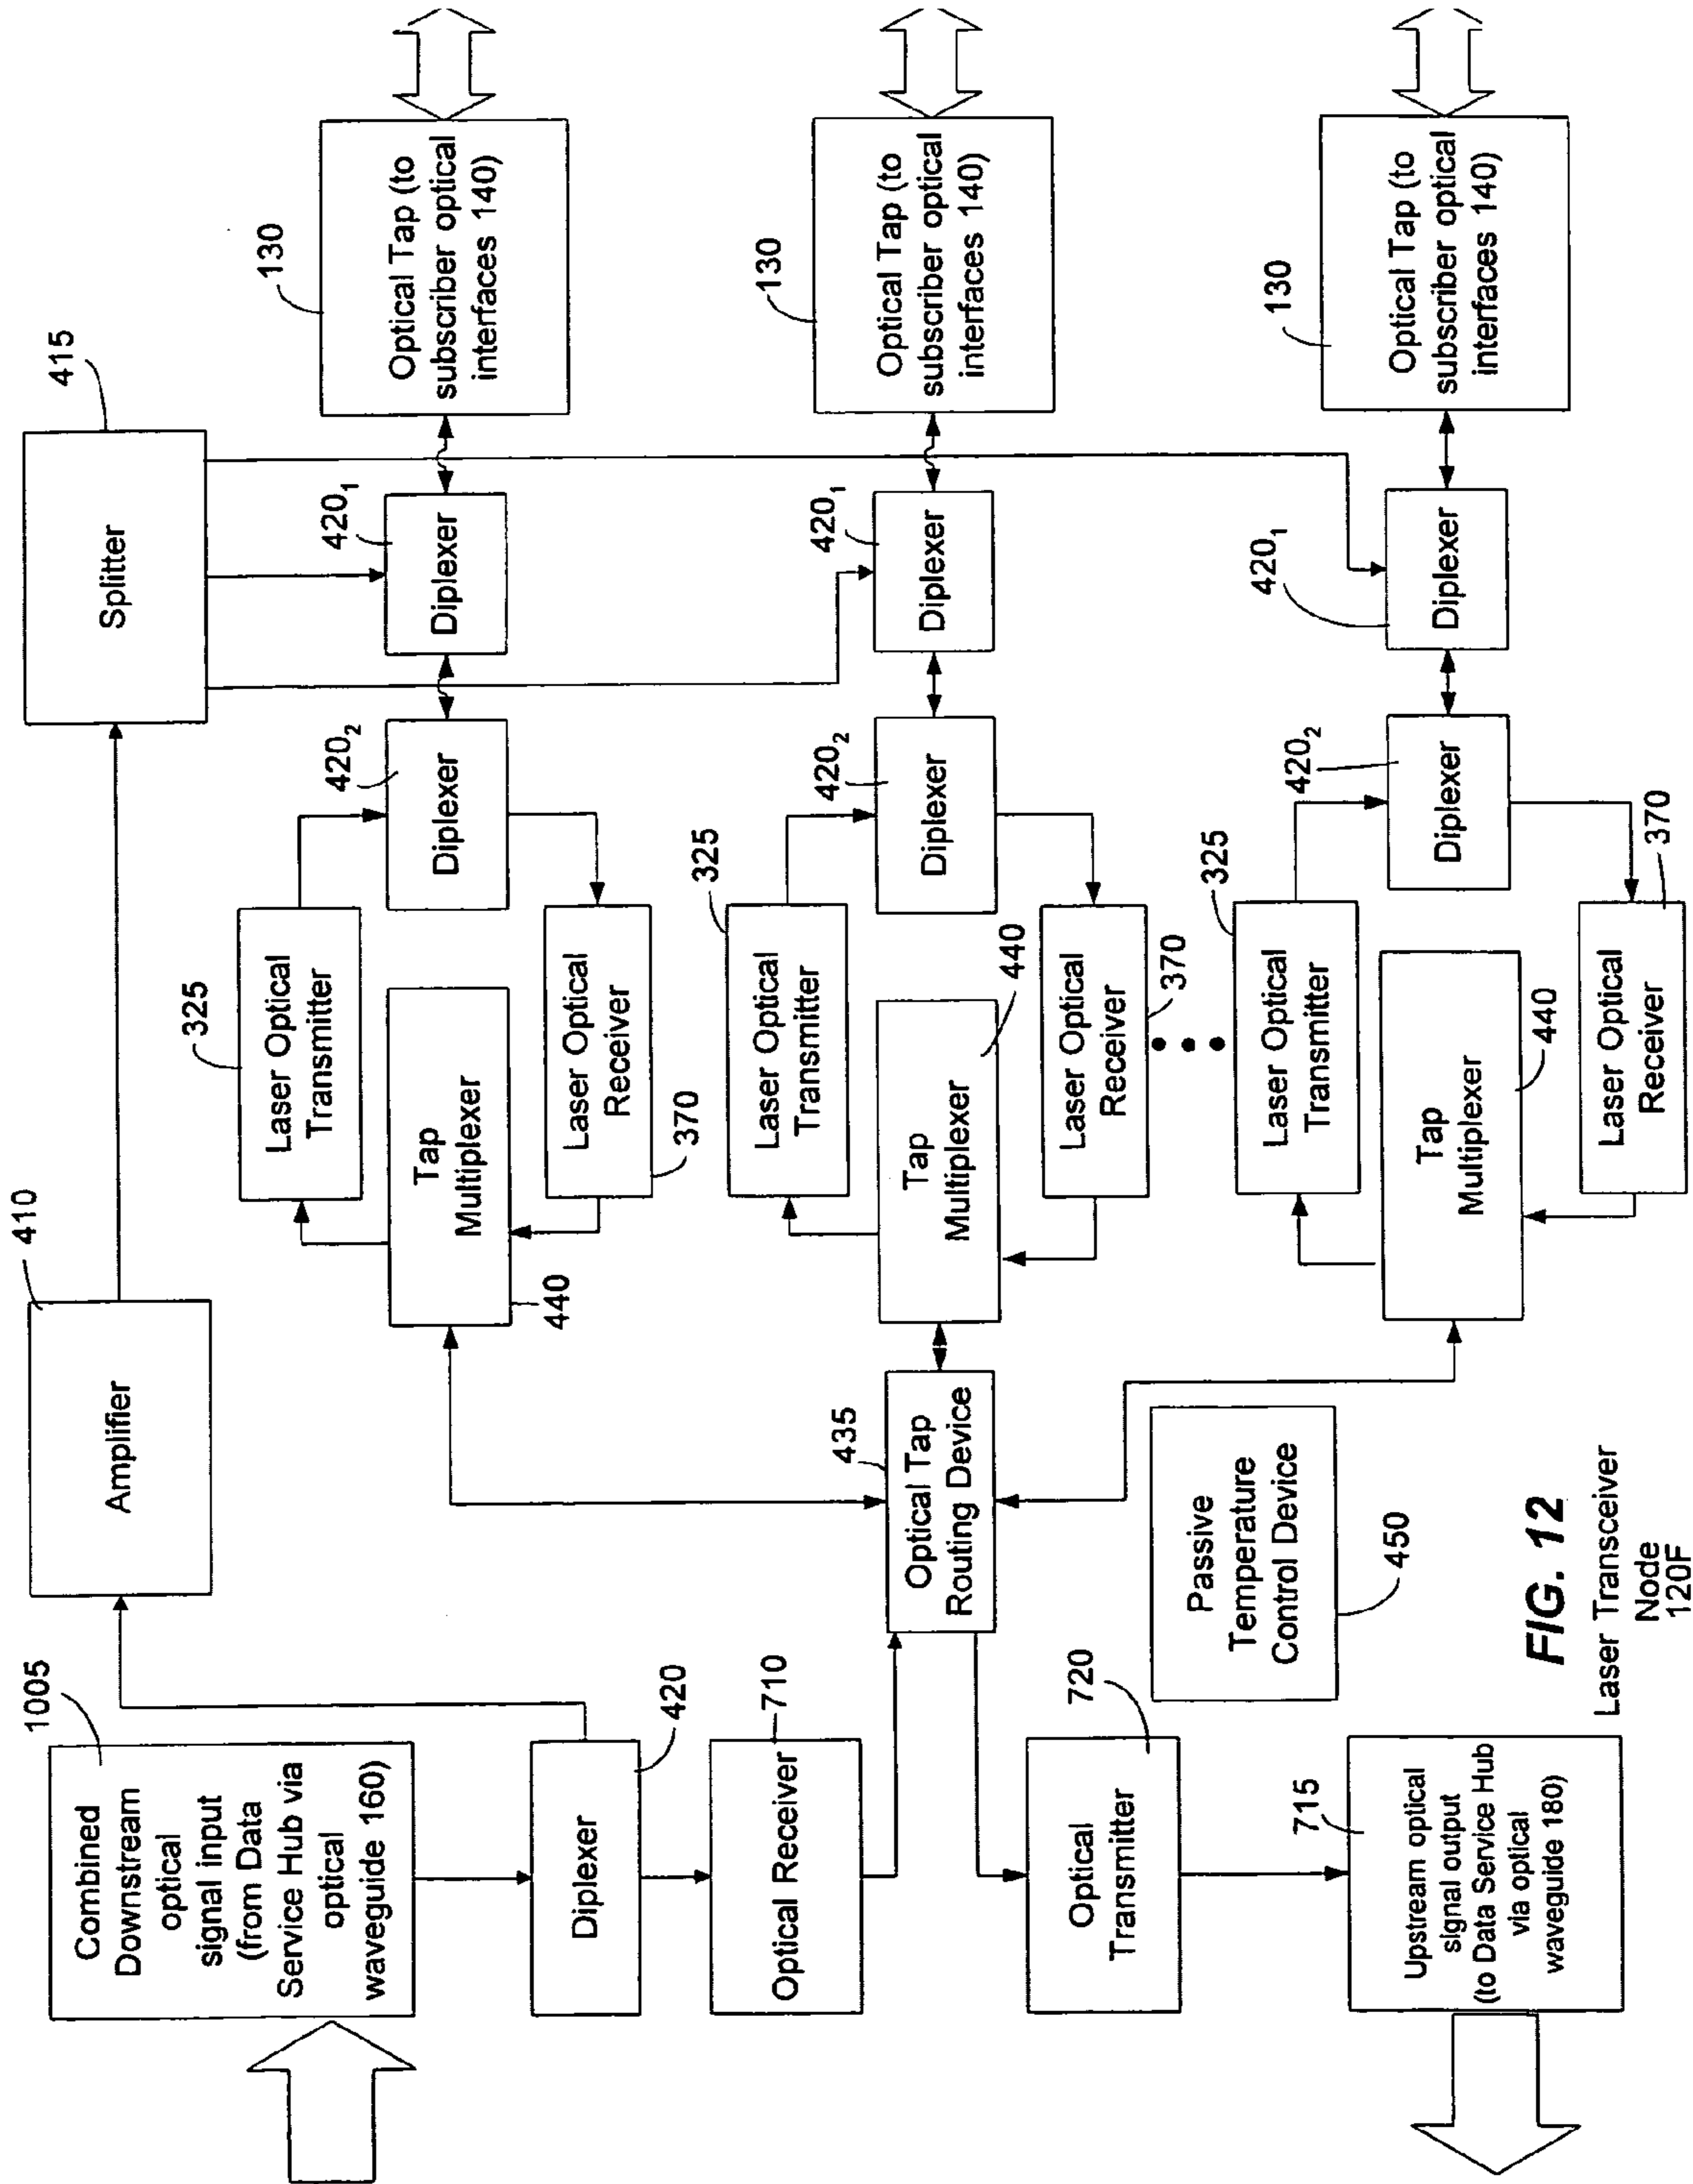 1005
Combined
Downstream
optical
signal input
(from Data
Service Hub via
optical
waveguide 160)
410
Amplifier
415
Splitter
420
Diplexer
710
Optical Receiver
325
Laser Optical
Transmitter
420₂
Diplexer
420₁
Diplexer
130
Optical Tap (to
subscriber optical
interfaces 140)
Tap
Multiplexer
440
Laser Optical
Receiver
370
435
Optical Tap
Routing Device
325
Laser Optical
Transmitter
420₂
Diplexer
420₁
Diplexer
130
Optical Tap (to
subscriber optical
interfaces 140)
Tap
Multiplexer
440
Laser Optical
Receiver
370
720
Optical
Transmitter
Passive
Temperature
Control Device
450
325
Laser Optical
Transmitter
420₂
Diplexer
420₁
Diplexer
130
Optical Tap (to
subscriber optical
interfaces 140)
Tap
Multiplexer
440
Laser Optical
Receiver
370
715
Upstream optical
signal output
(to Data Service Hub
via optical
waveguide 180)
FIG. 12
Laser Transceiver
Node
120F